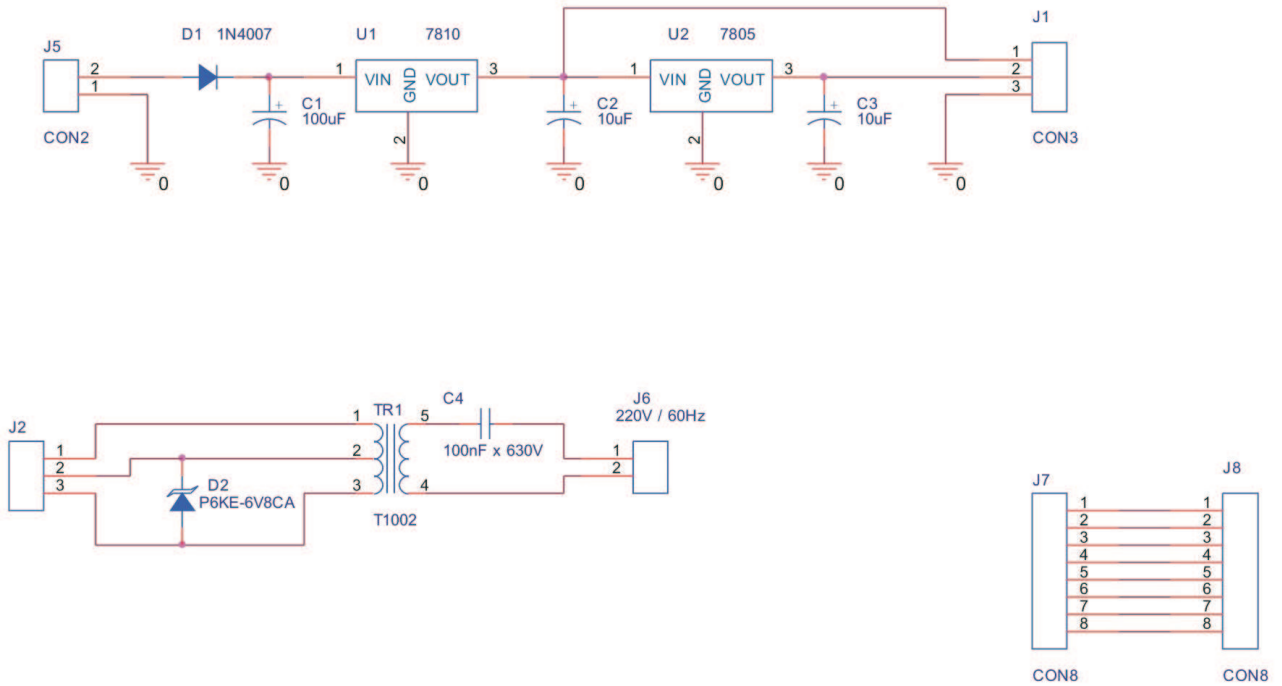 J5
D1 1N4007
U1 7810
U2 7805
J1
2
1
1
VIN
GND
VOUT
3
1
VIN
GND
VOUT
3
1
2
3
C1
100uF
C2
10uF
C3
10uF
2
2
CON2
CON3
0
0
0
0
0
0
0
J2
1
2
3
D2
P6KE-6V8CA
1
2
3
TR1
5
4
T1002
C4
100nF x 630V
J6
220V / 60Hz
1
2
J7
1
2
3
4
5
6
7
8
CON8
J8
1
2
3
4
5
6
7
8
CON8